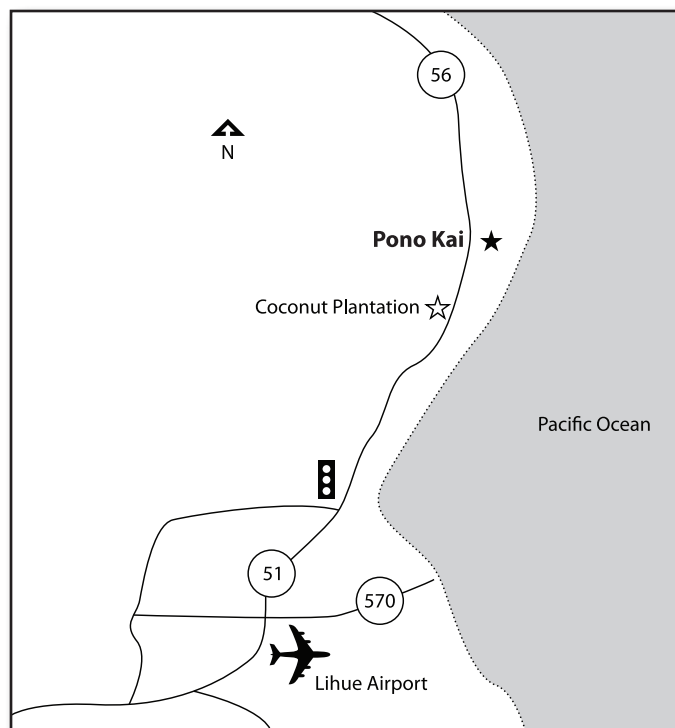 56
N
Pono Kai
Coconut Plantation
Pacific Ocean
51
570
Lihue Airport